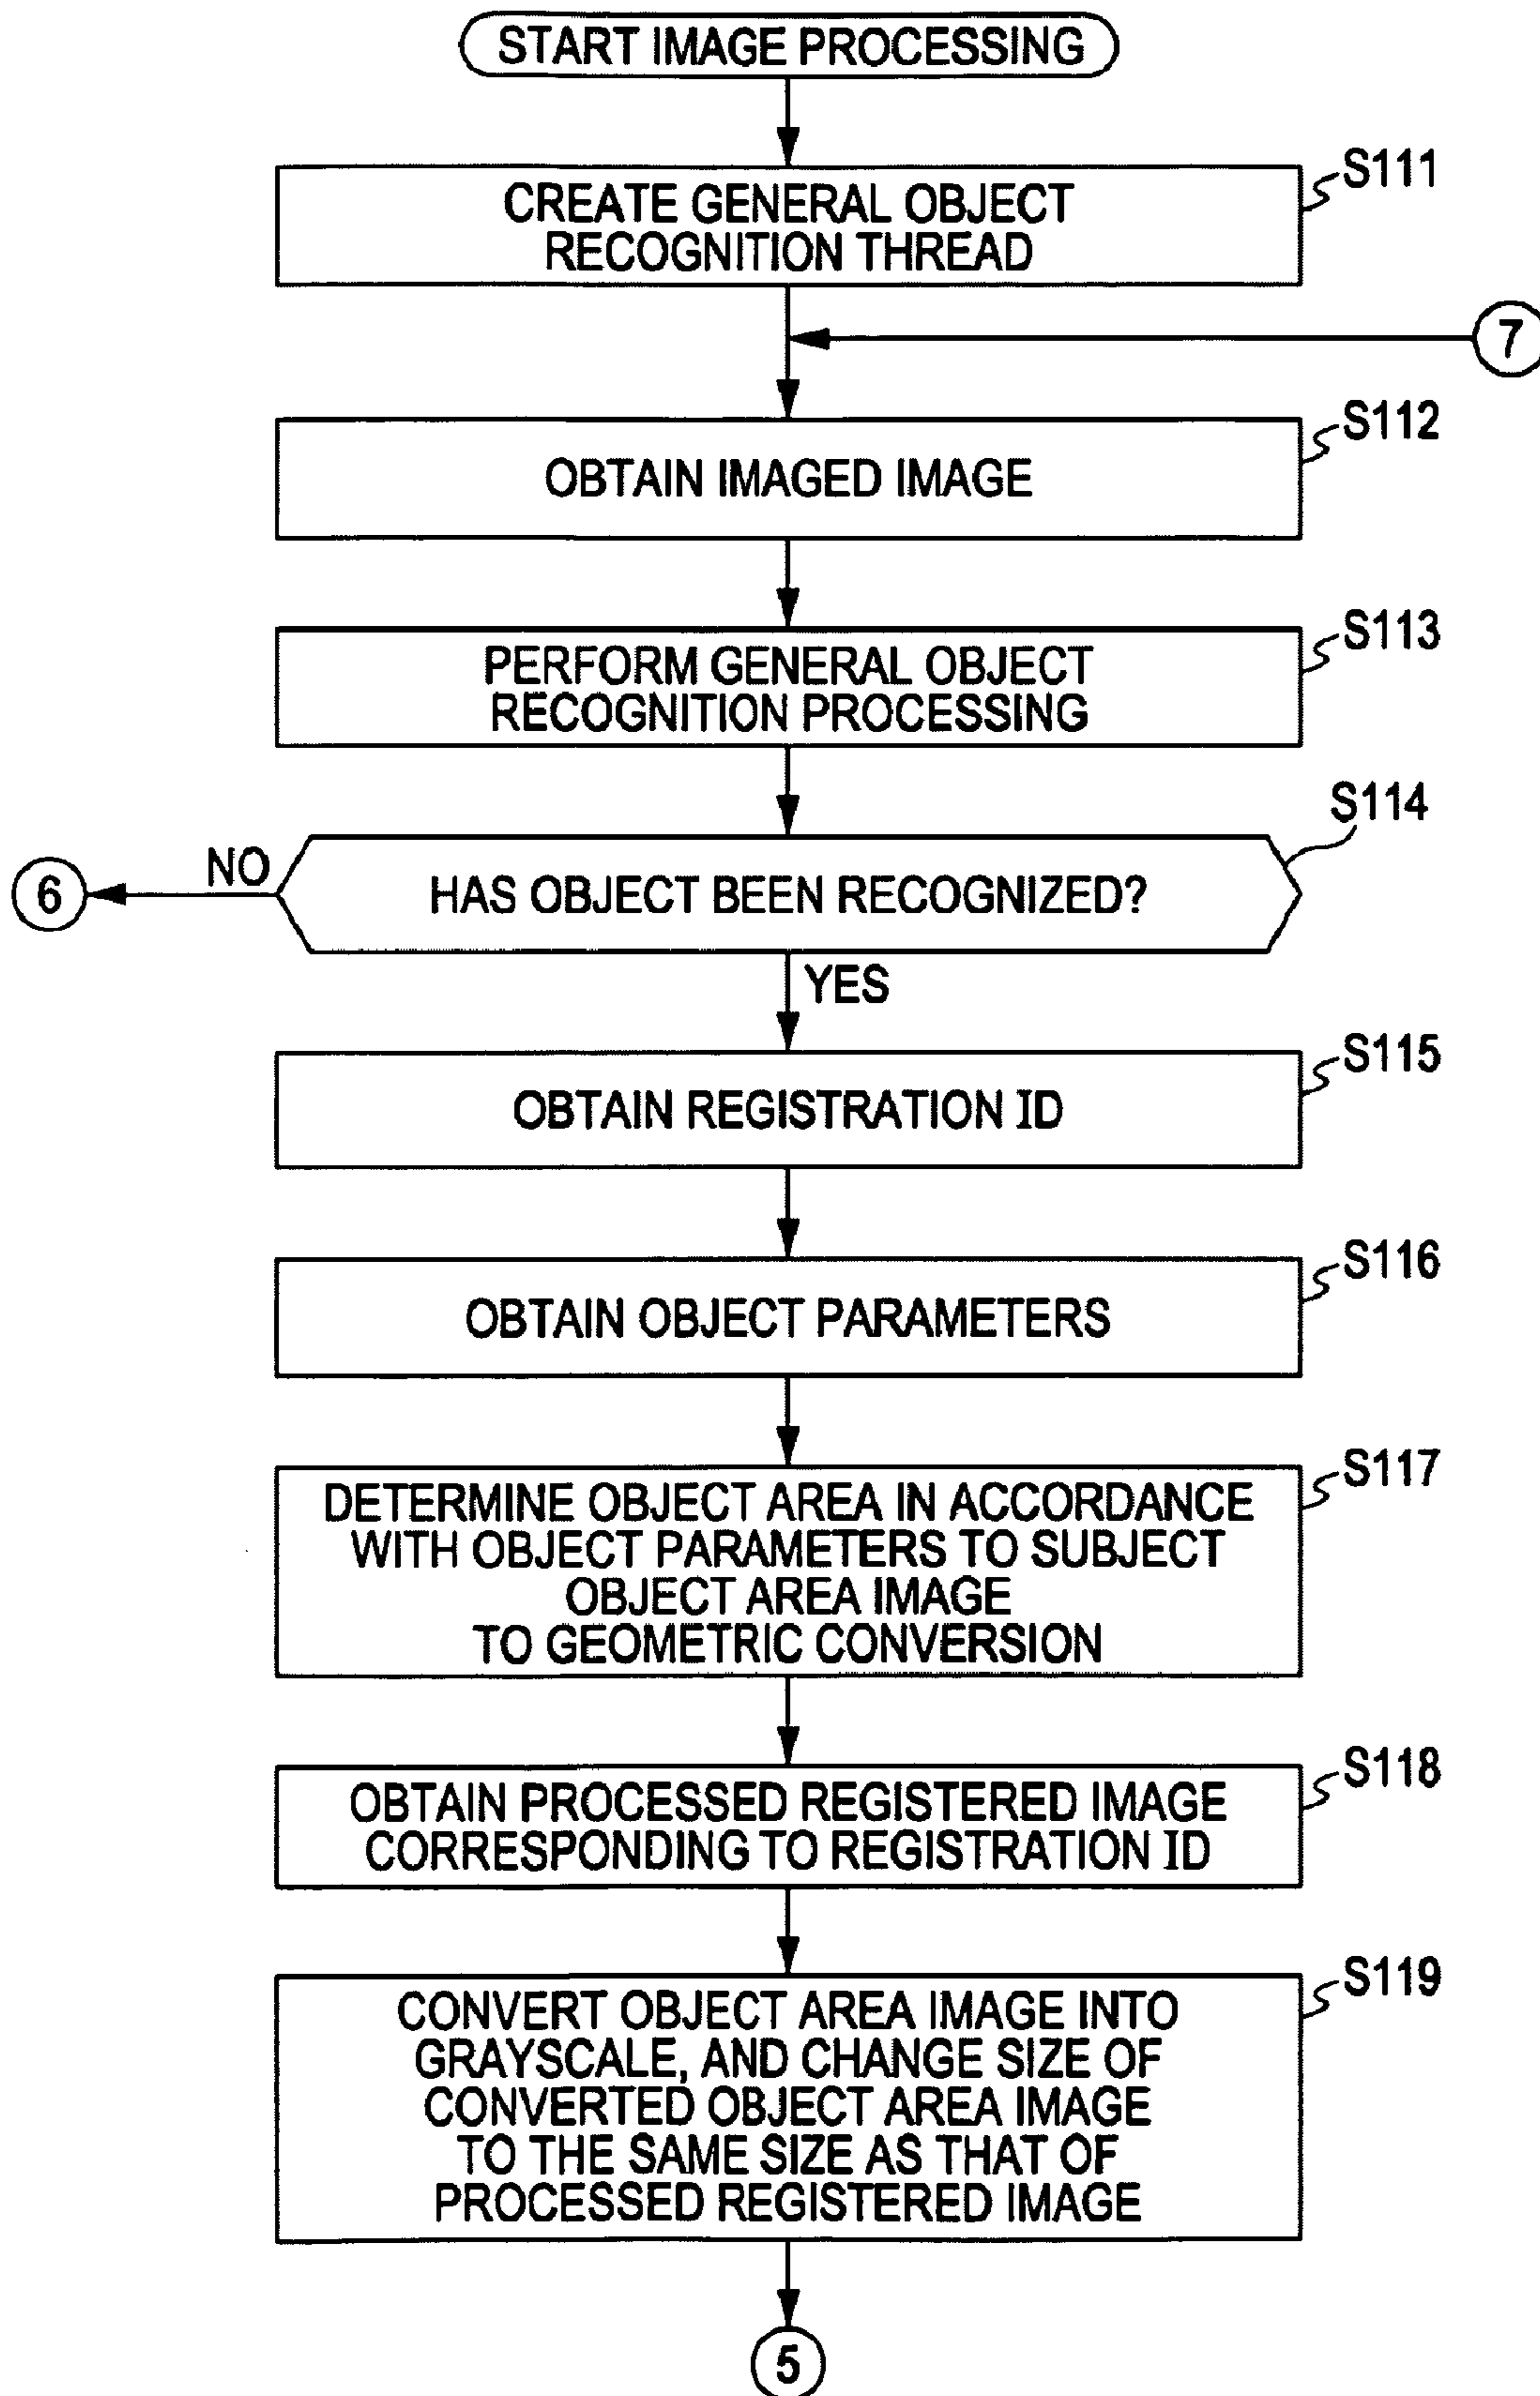 START IMAGE PROCESSING
S111
CREATE GENERAL OBJECT
RECOGNITION THREAD
7
S112
OBTAIN IMAGED IMAGE
S113
PERFORM GENERAL OBJECT
RECOGNITION PROCESSING
S114
NO
6
HAS OBJECT BEEN RECOGNIZED?
YES
S115
OBTAIN REGISTRATION ID
S116
OBTAIN OBJECT PARAMETERS
S117
DETERMINE OBJECT AREA IN ACCORDANCE
WITH OBJECT PARAMETERS TO SUBJECT
OBJECT AREA IMAGE
TO GEOMETRIC CONVERSION
S118
OBTAIN PROCESSED REGISTERED IMAGE
CORRESPONDING TO REGISTRATION ID
S119
CONVERT OBJECT AREA IMAGE INTO
GRAYSCALE, AND CHANGE SIZE OF
CONVERTED OBJECT AREA IMAGE
TO THE SAME SIZE AS THAT OF
PROCESSED REGISTERED IMAGE
5